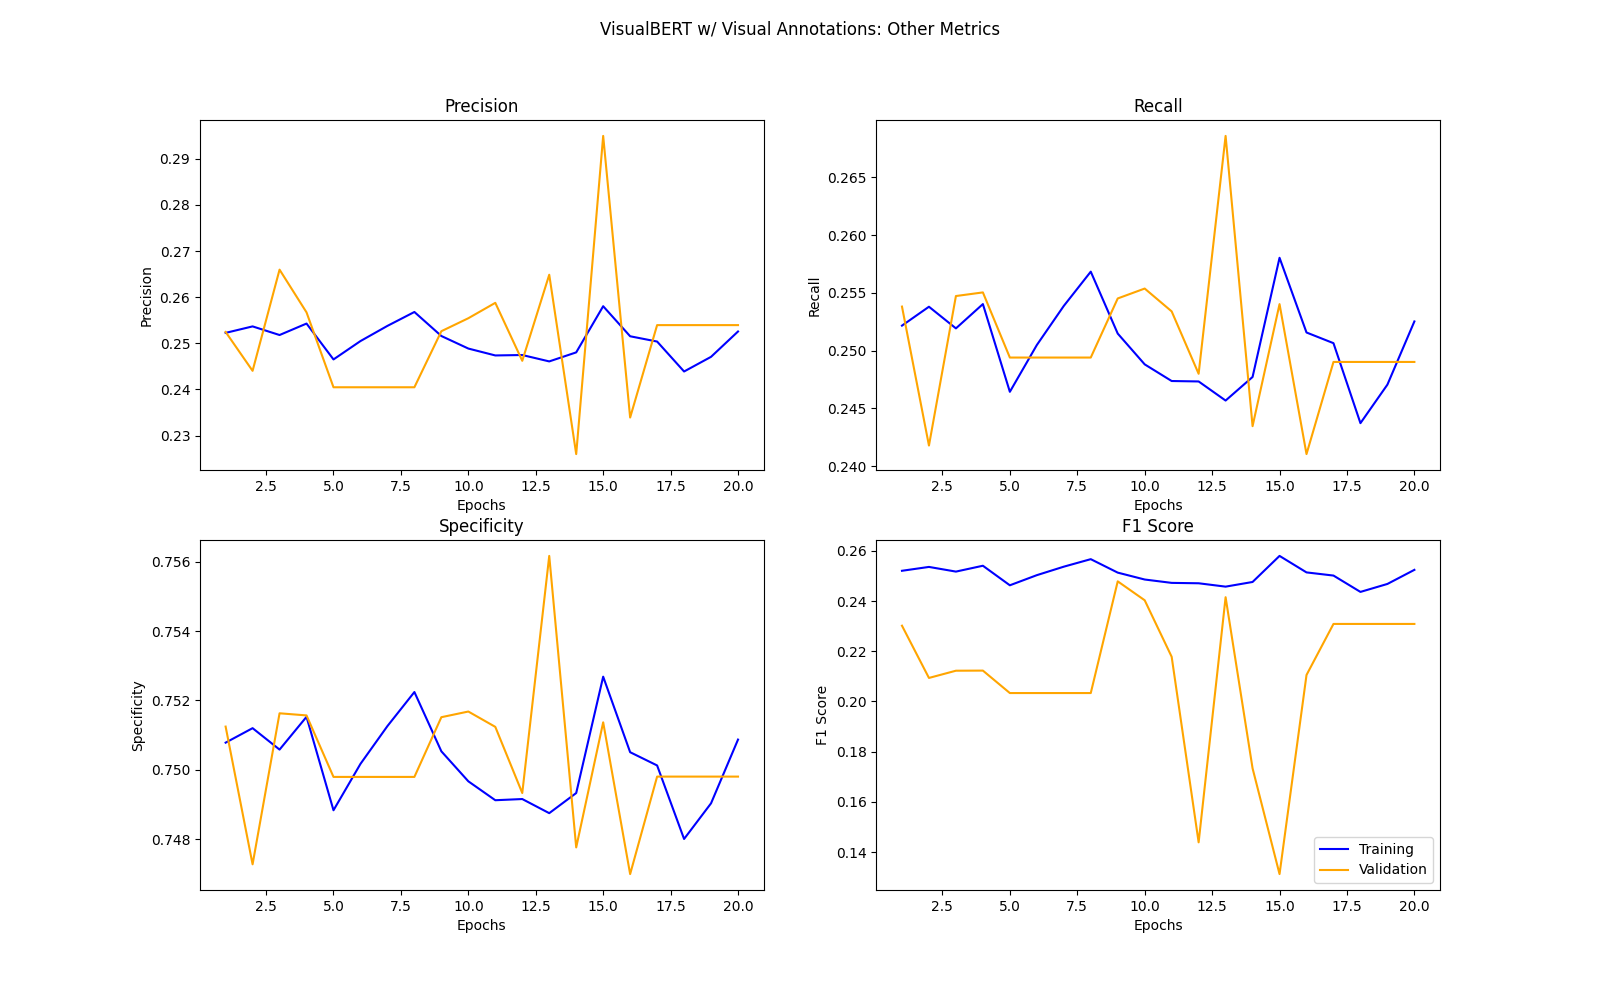 VisualBERT w/ Visual Annotations: Other Metrics
Precision
Precision
0.29
0.28
0.27
0.26
0.25
0.24
0.23
2.5 5.0 7.5 10.0 12.5 15.0 17.5 20.0
Epochs
Recall
Recall
0.265
0.260
0.255
0.250
0.245
0.240
2.5 5.0 7.5 10.0 12.5 15.0 17.5 20.0
Epochs
Specificity
Specificity
0.756
0.754
0.752
0.750
0.748
2.5 5.0 7.5 10.0 12.5 15.0 17.5 20.0
Epochs
F1 Score
F1 Score
0.26
0.24
0.22
0.20
0.18
0.16
0.14
2.5 5.0 7.5 10.0 12.5 15.0 17.5 20.0
Epochs
Training
Validation